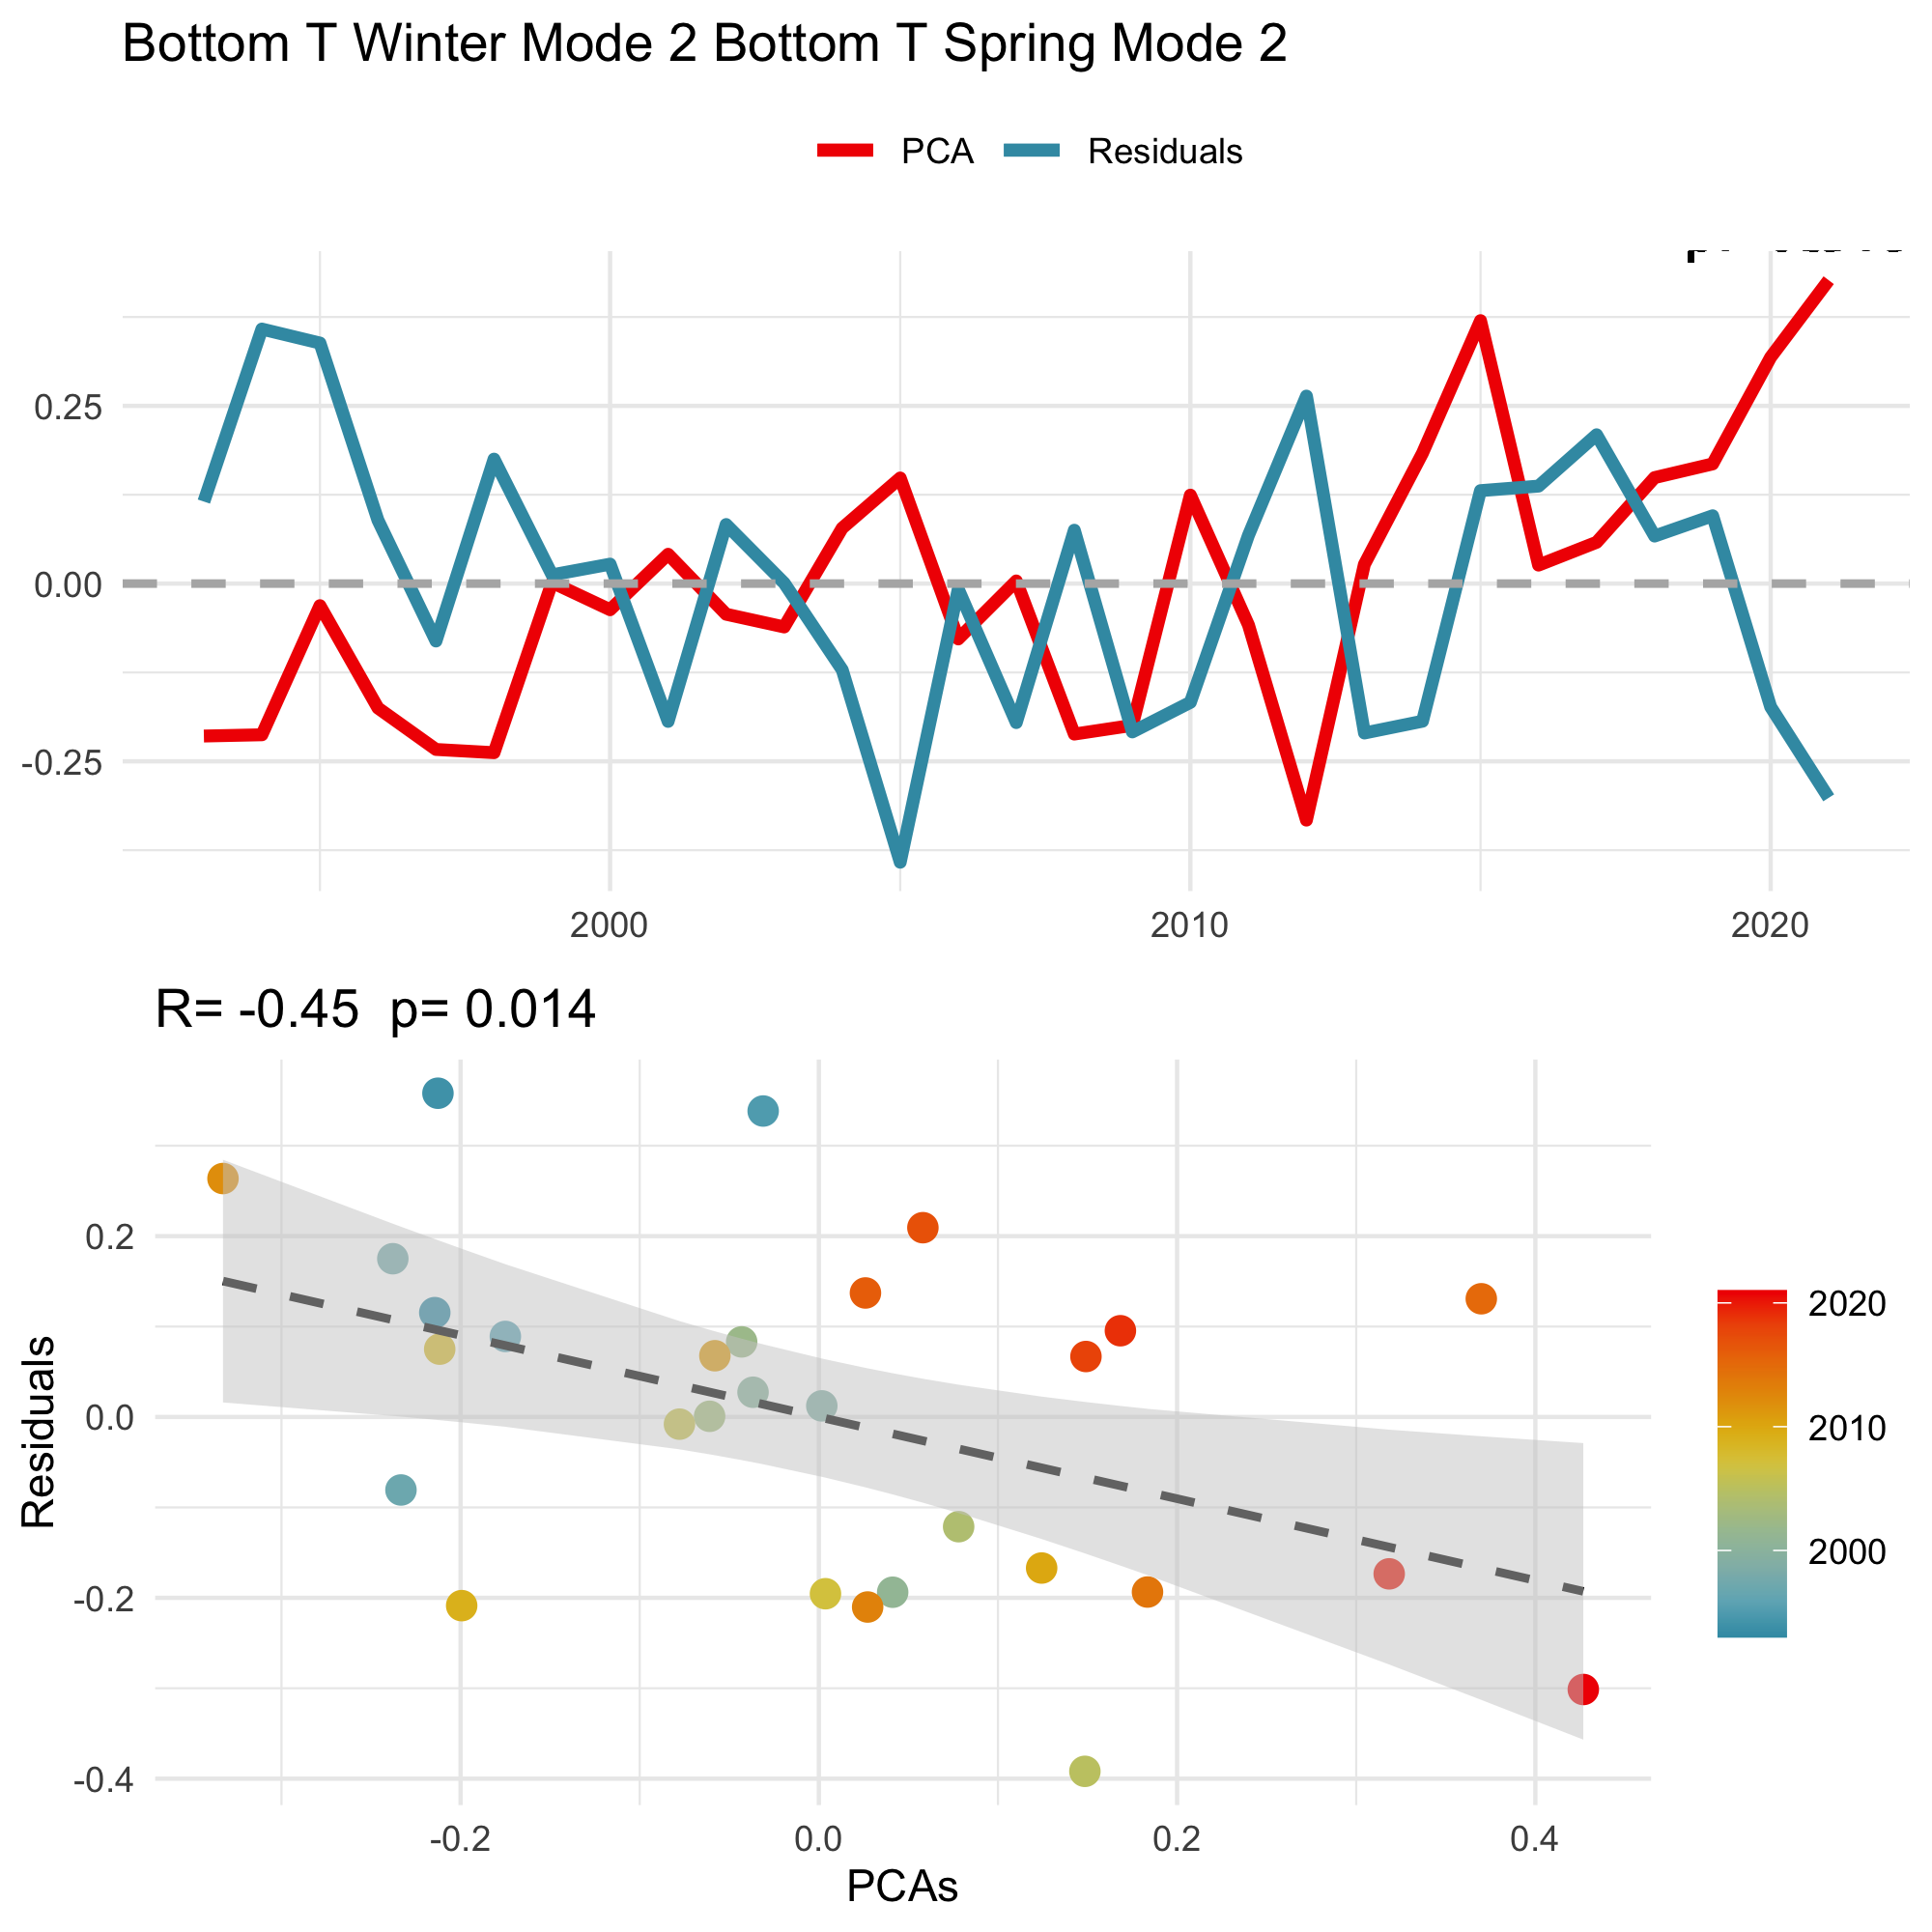 Bottom T Winter Mode 2 Bottom T Spring Mode 2
PCA Residuals
0.25
0.00
-0.25
2000 2010 2020
R= -0.45 p= 0.014
Residuals
0.2
0.0
-0.2
-0.4
-0.2 0.0 0.2 0.4
PCAs
2020
2010
2000